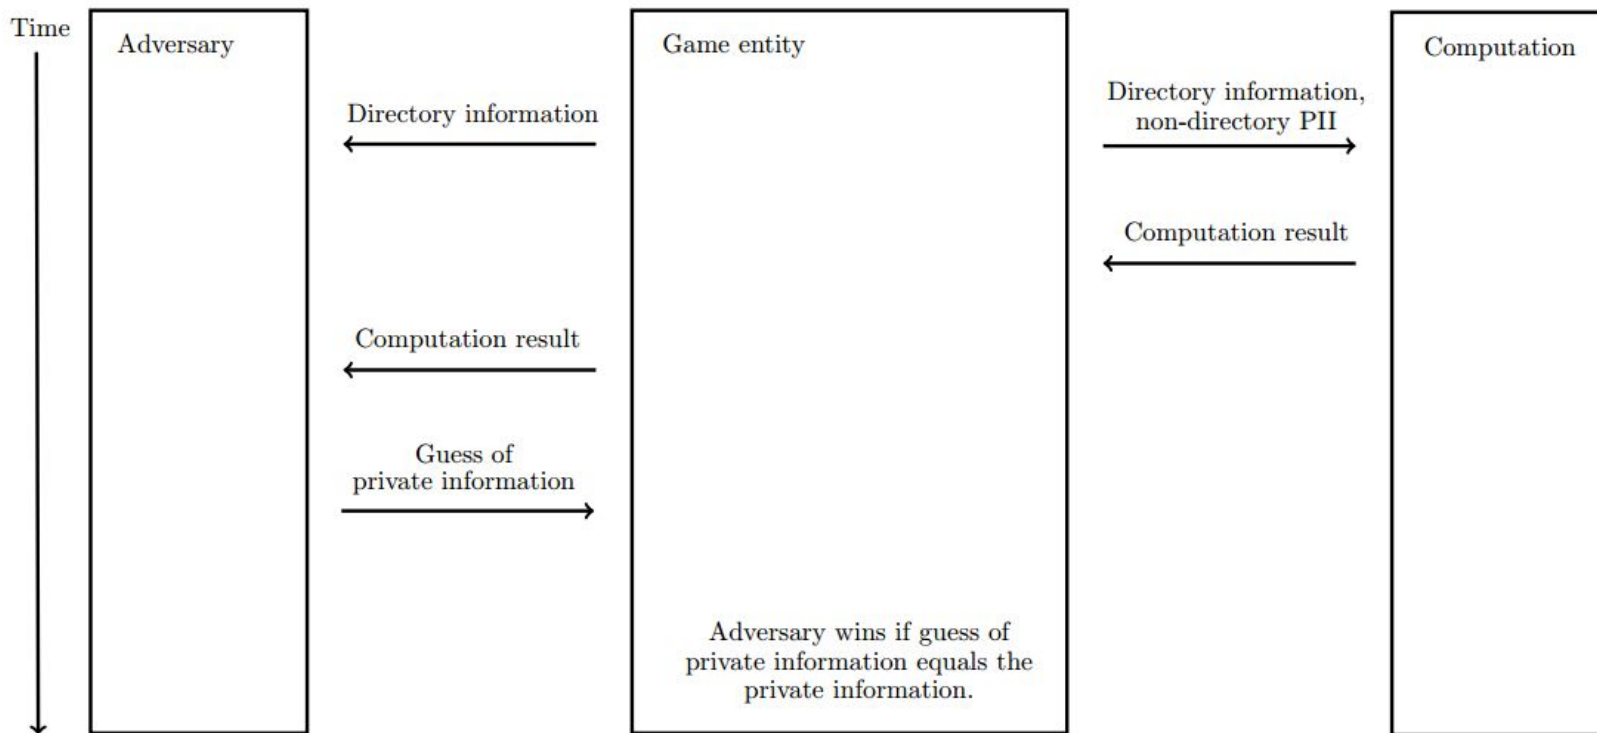 Time
Adversary
Game entity
Computation
Directory information
Directory information,
non-directory PII
Computation result
Computation result
Guess of
private information
Adversary wins if guess of
private information equals the
private information.